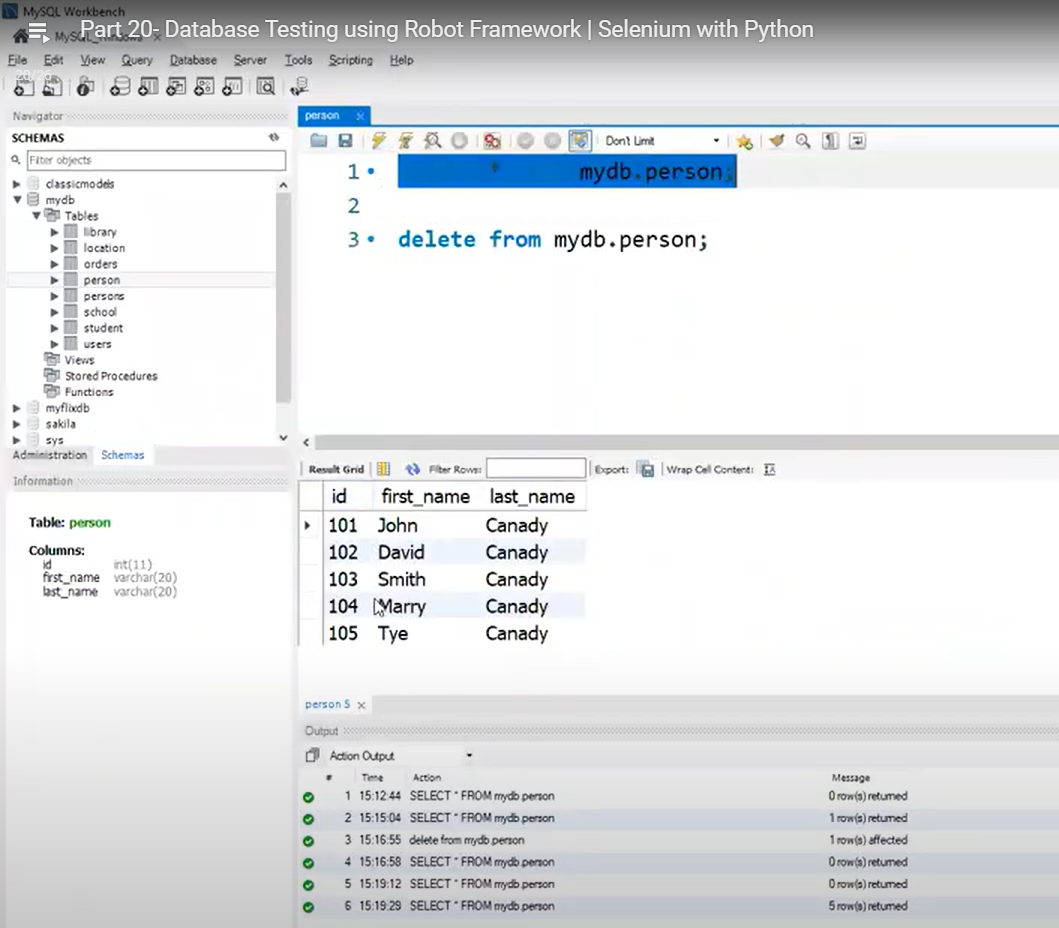 MySQL Workbench
Part 20- Database Testing using Robot Framework | Selenium with Python
File Edit View Query Database Server Tools Scripting Help
Navigator
person
SCHEMAS
Don't Limit
Filter objects
1 * mydb.person;
2
3 delete from mydb.person;
classicmodels
mydb
Tables
library
location
orders
person
persons
school
student
users
Views
Stored Procedures
Functions
myflixdb
sakila
sys
Administration Schemas
Information
Table: person
Columns:
id int(11)
first_name varchar(20)
last_name varchar(20)
Result Grid Filter Rows: Export: Wrap Cell Content:
id first_name last_name
101 John Canady
102 David Canady
103 Smith Canady
104 Marry Canady
105 Tye Canady
person 5
Output
Action Output
# Time Action Message
1 15:12:44 SELECT * FROM mydb.person 0 row(s) returned
2 15:15:04 SELECT * FROM mydb.person 1 row(s) returned
3 15:16:55 delete from mydb.person 1 row(s) affected
4 15:16:58 SELECT * FROM mydb.person 0 row(s) returned
5 15:19:12 SELECT * FROM mydb.person 0 row(s) returned
6 15:19:29 SELECT * FROM mydb.person 5 row(s) returned